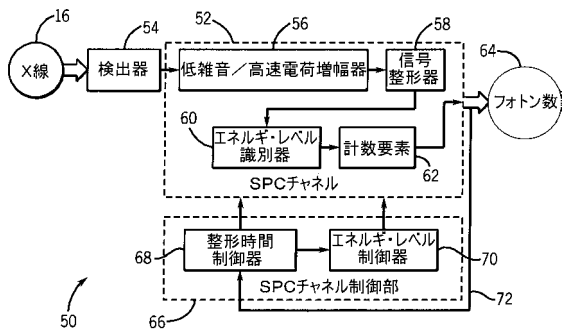 16
X線
54
検出器
52
56
低雑音／高速電荷増幅器
58
信号
整形器
64
フォトン数
60
エネルギ・レベル
識別器
計数要素
62
SPCチャネル
68
整形時間
制御器
エネルギ・レベル
制御器
70
SPCチャネル制御部
72
50
66